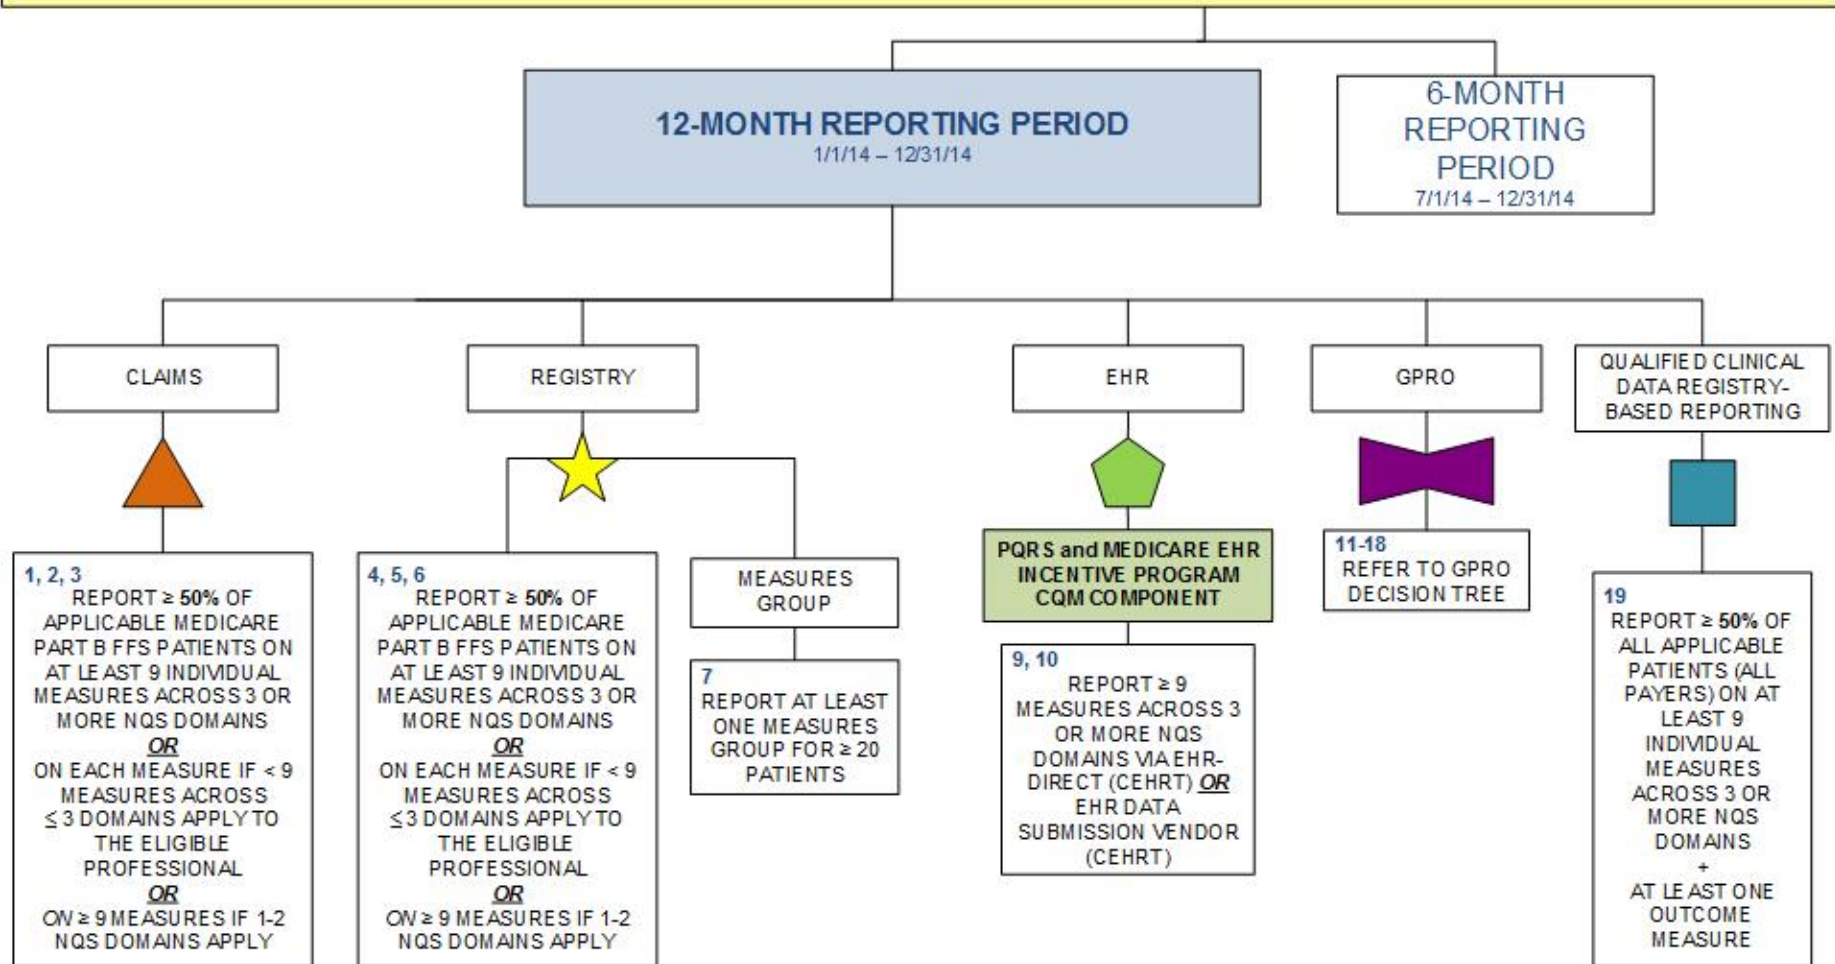 12-MONTH REPORTING PERIOD
1/1/14 – 12/31/14
6-MONTH
REPORTING
PERIOD
7/1/14 – 12/31/14
CLAIMS
REGISTRY
EHR
GPRO
QUALIFIED CLINICAL
DATA REGISTRY-
BASED REPORTING
1, 2, 3
REPORT ≥ 50% OF
APPLICABLE MEDICARE
PART B FFS PATIENTS ON
AT LEAST 9 INDIVIDUAL
MEASURES ACROSS 3 OR
MORE NQS DOMAINS
OR
ON EACH MEASURE IF < 9
MEASURES ACROSS
≤ 3 DOMAINS APPLY TO
THE ELIGIBLE
PROFESSIONAL
OR
ON ≥ 9 MEASURES IF 1-2
NQS DOMAINS APPLY
4, 5, 6
REPORT ≥ 50% OF
APPLICABLE MEDICARE
PART B FFS PATIENTS ON
AT LEAST 9 INDIVIDUAL
MEASURES ACROSS 3 OR
MORE NQS DOMAINS
OR
ON EACH MEASURE IF < 9
MEASURES ACROSS
≤ 3 DOMAINS APPLY TO
THE ELIGIBLE
PROFESSIONAL
OR
ON ≥ 9 MEASURES IF 1-2
NQS DOMAINS APPLY
MEASURES
GROUP
7
REPORT AT LEAST
ONE MEASURES
GROUP FOR ≥ 20
PATIENTS
PQRS and MEDICARE EHR
INCENTIVE PROGRAM
CQM COMPONENT
9, 10
REPORT ≥ 9
MEASURES ACROSS 3
OR MORE NQS
DOMAINS VIA EHR-
DIRECT (CEHRT) OR
EHR DATA
SUBMISSION VENDOR
(CEHRT)
11-18
REFER TO GPRO
DECISION TREE
19
REPORT ≥ 50% OF
ALL APPLICABLE
PATIENTS (ALL
PAYERS) ON AT
LEAST 9
INDIVIDUAL
MEASURES
ACROSS 3 OR
MORE NQS
DOMAINS
+
AT LEAST ONE
OUTCOME
MEASURE